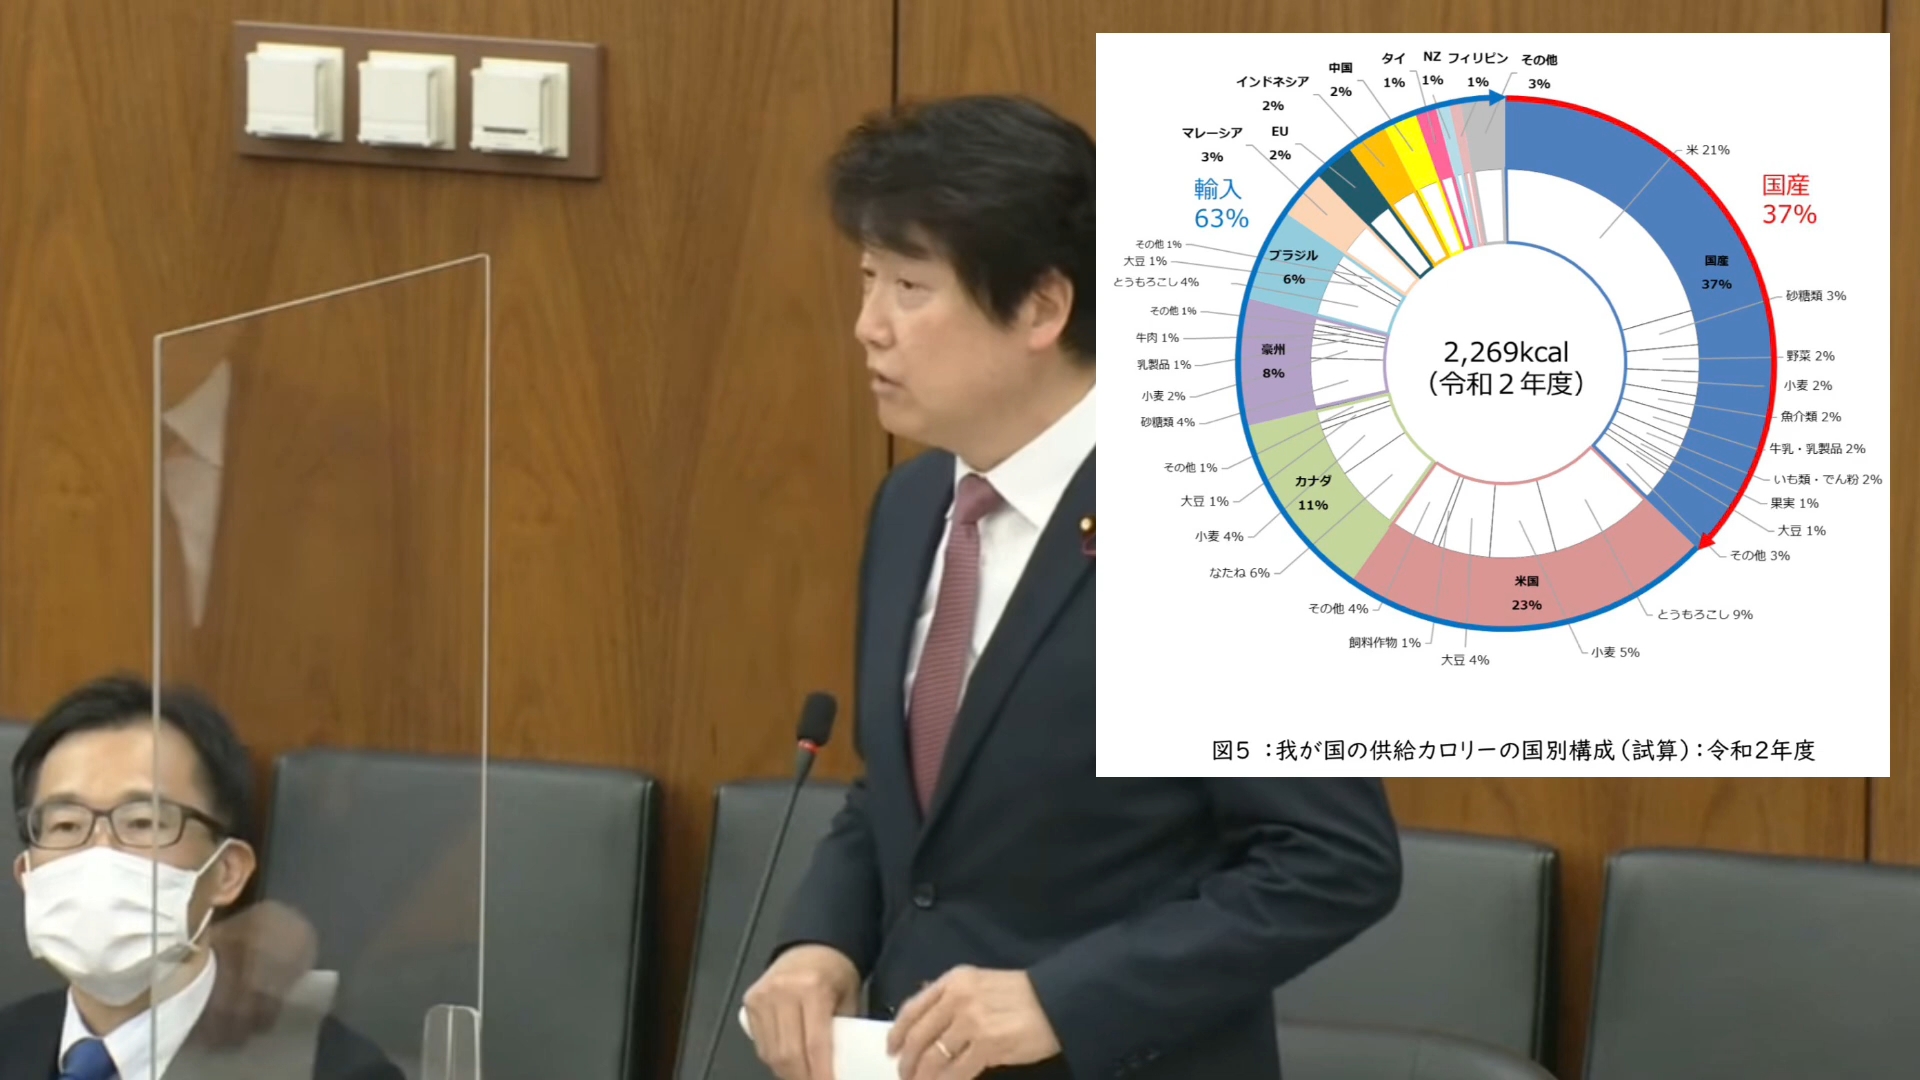 タイ
1%
NZ
1%
フィリピン
1%
その他
3%
中国
2%
インドネシア
2%
EU
2%
マレーシア
3%
輸入
63%
国産
37%
米 21%
国産
37%
砂糖類 3%
野菜 2%
小麦 2%
魚介類 2%
牛乳・乳製品 2%
いも類・でん粉 2%
果実 1%
大豆 1%
その他 3%
米国
23%
とうもろこし 9%
小麦 5%
大豆 4%
飼料作物 1%
その他 4%
カナダ
11%
なたね 6%
小麦 4%
大豆 1%
その他 1%
豪州
8%
砂糖類 4%
小麦 2%
乳製品 1%
牛肉 1%
その他 1%
ブラジル
6%
とうもろこし 4%
大豆 1%
その他 1%
2,269kcal
（令和２年度）
図5 ：我が国の供給カロリーの国別構成（試算）：令和2年度